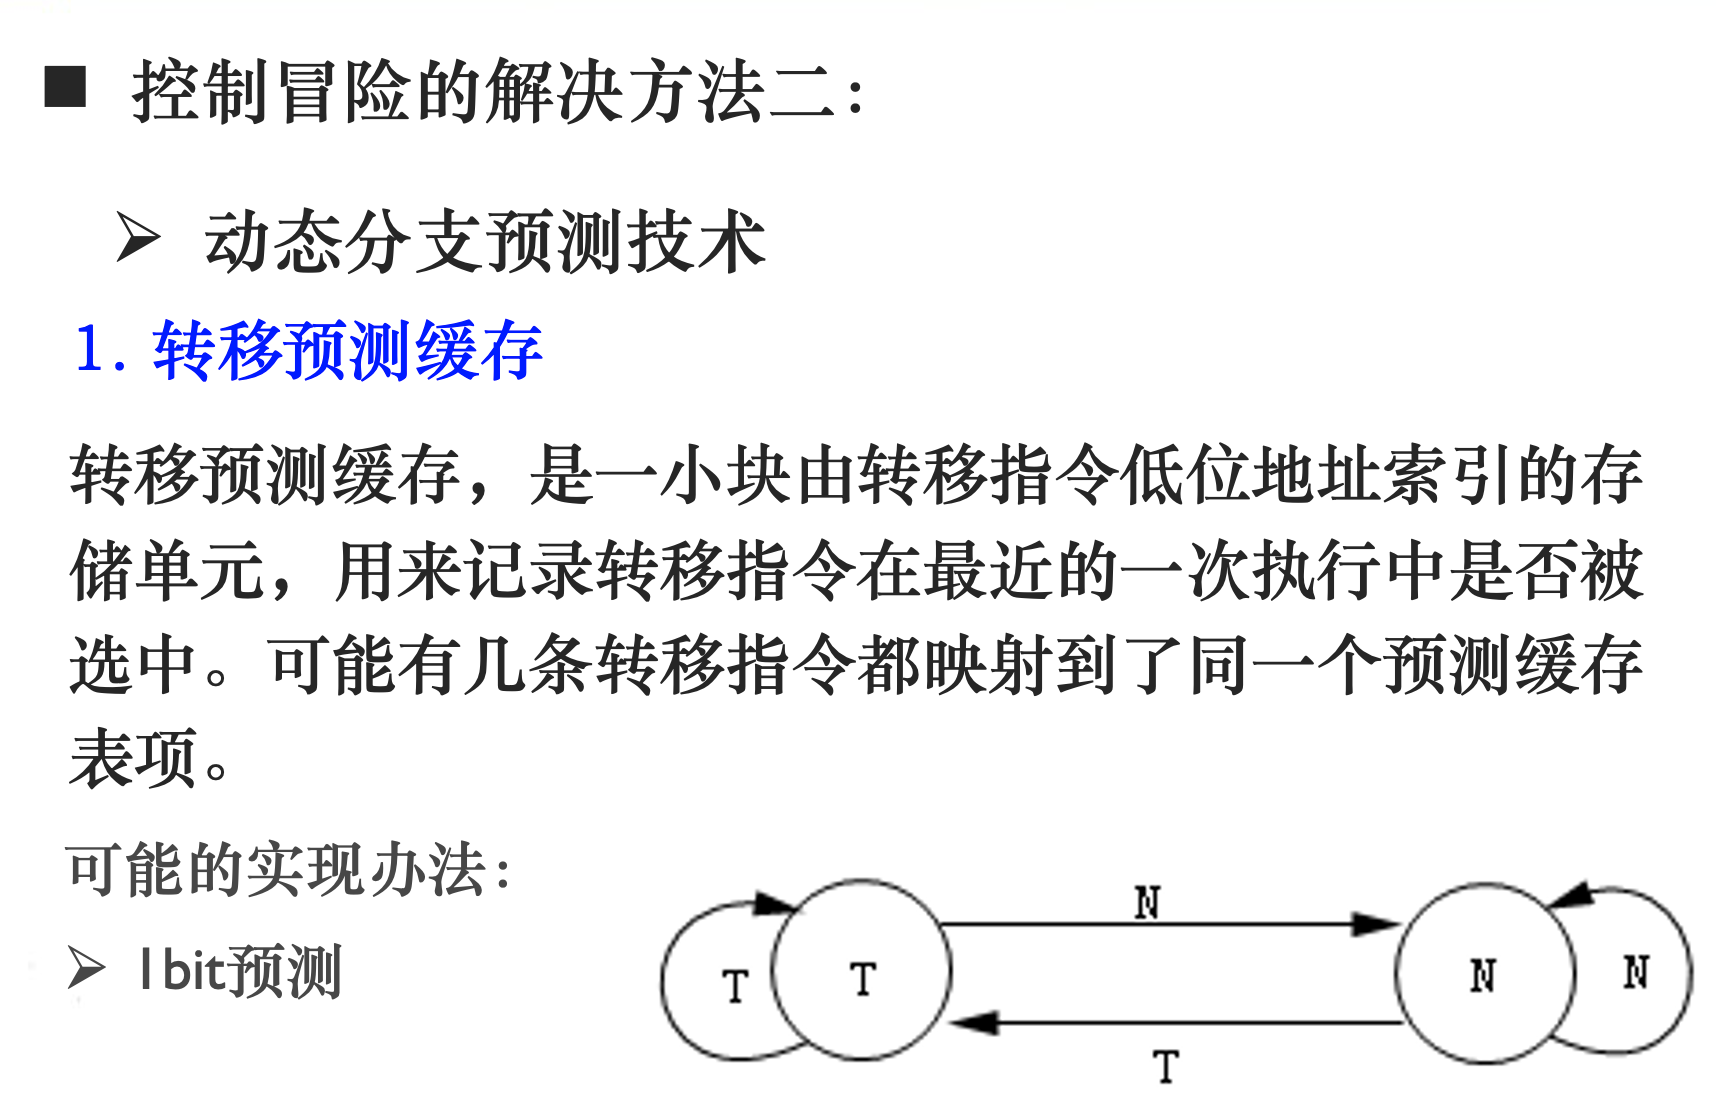 ■ 控制冒险的解决方法二：
➢ 动态分支预测技术
1. 转移预测缓存
转移预测缓存，是一小块由转移指令低位地址索引的存
储单元，用来记录转移指令在最近的一次执行中是否被
选中。可能有几条转移指令都映射到了同一个预测缓存
表项。
可能的实现办法：
➢ 1bit预测
N
T T N N
T